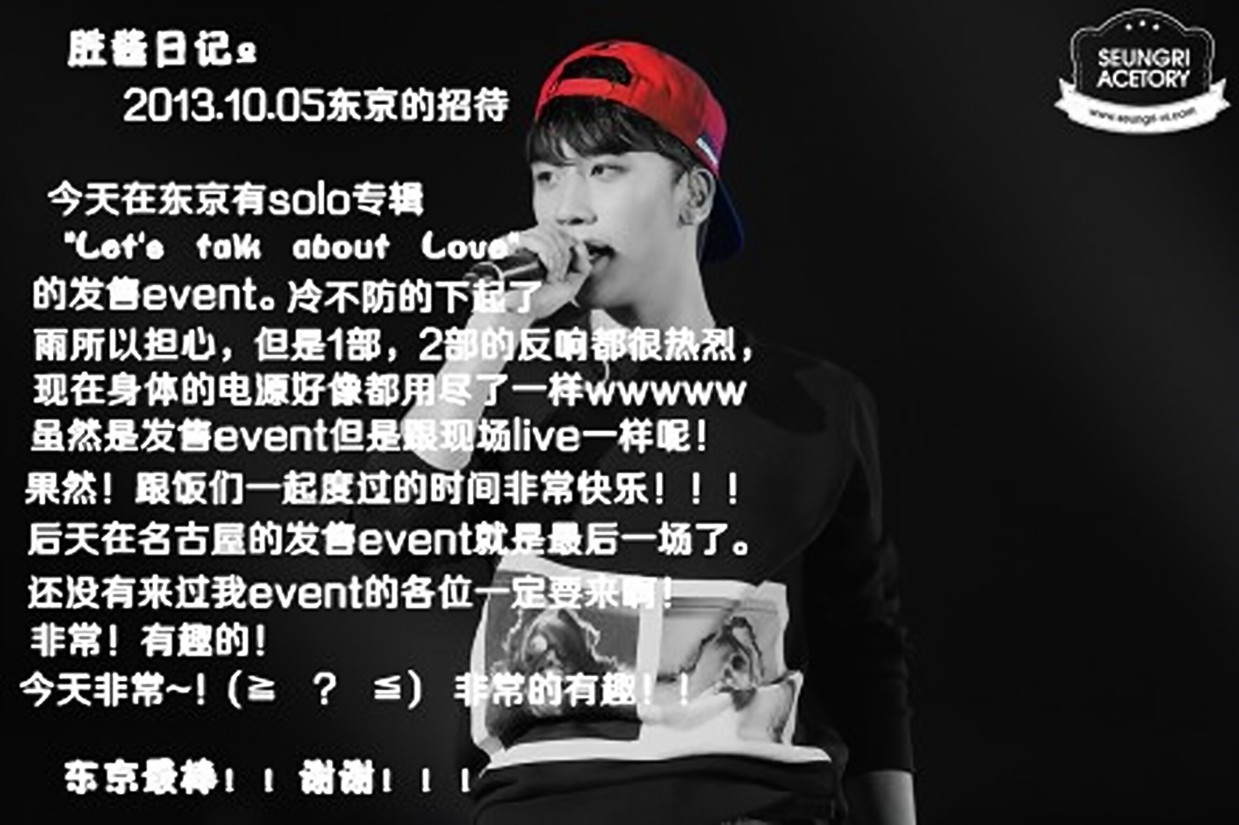 胜酱日记。
2013.10.05东京的招待
今天在东京有solo专辑
"Let's talk about Love"
的发售event。冷不防的下起了
雨所以担心，但是1部，2部的反响都很热烈，
现在身体的电源好像都用尽了一样wwwww
虽然是发售event但是跟现场live一样呢！
果然！跟饭们一起度过的时间非常快乐！！！
后天在名古屋的发售event就是最后一场了。
还没有来过我event的各位一定要来啊！
非常！有趣的！
今天非常~！(≧ ? ≦) 非常的有趣！！
东京最棒！！谢谢！！！
SEUNGRI
ACETORY
www.seungri-vi.com